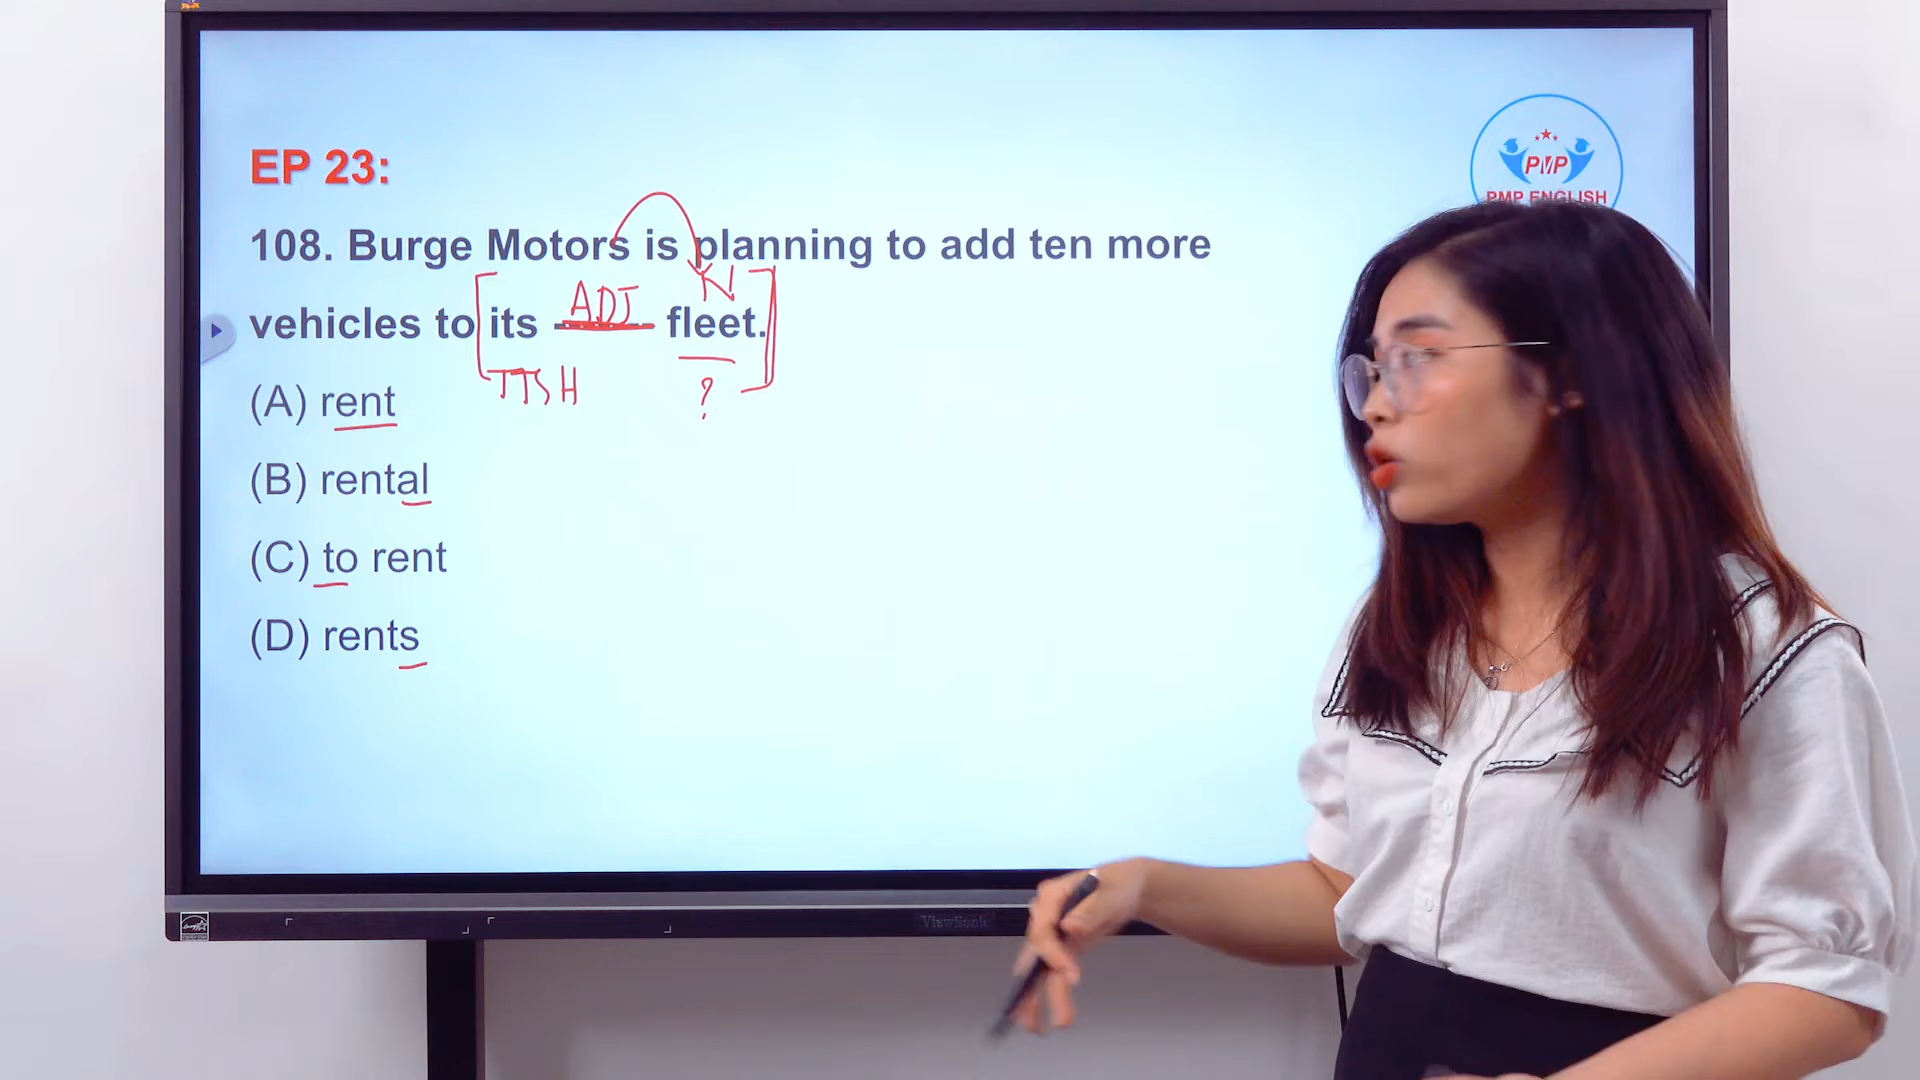 PMP
PMP ENGLISH
EP 23:
108. Burge Motors is planning to add ten more
ADJ N
vehicles to its ------- fleet.
TTSH ?
(A) rent
(B) rental
(C) to rent
(D) rents
ViewSonic